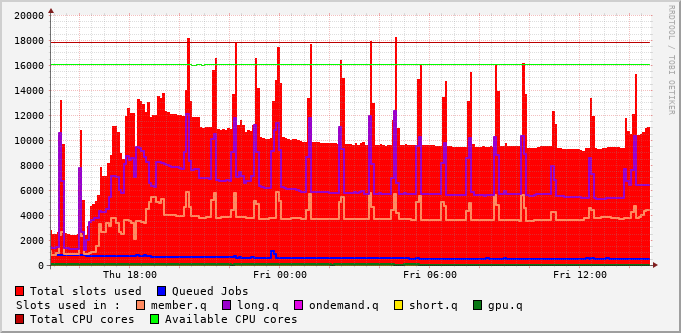 20000
18000
16000
14000
12000
10000
8000
6000
4000
2000
0
Thu 18:00 Fri 00:00 Fri 06:00 Fri 12:00
Total slots used Queued Jobs
Slots used in : member.q long.q ondemand.q short.q gpu.q
Total CPU cores Available CPU cores
RRDTOOL / TOBI OETIKER